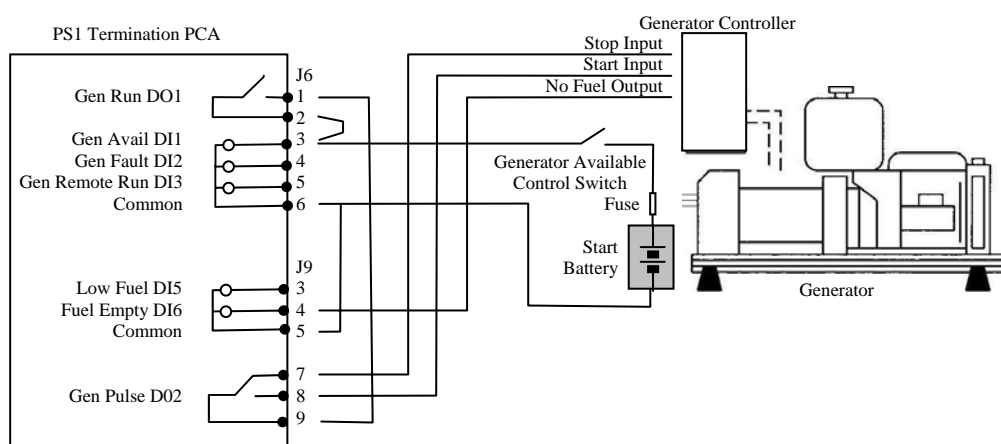 Generator Controller
PS1 Termination PCA
Stop Input
Start Input
No Fuel Output
J6
Gen Run DO1
1
2
Gen Avail DI1
3
Gen Fault DI2
4
Gen Remote Run DI3
5
Common
6
Generator Available
Control Switch
Fuse
Start
Battery
Generator
J9
Low Fuel DI5
3
Fuel Empty DI6
4
Common
5
7
Gen Pulse D02
8
9